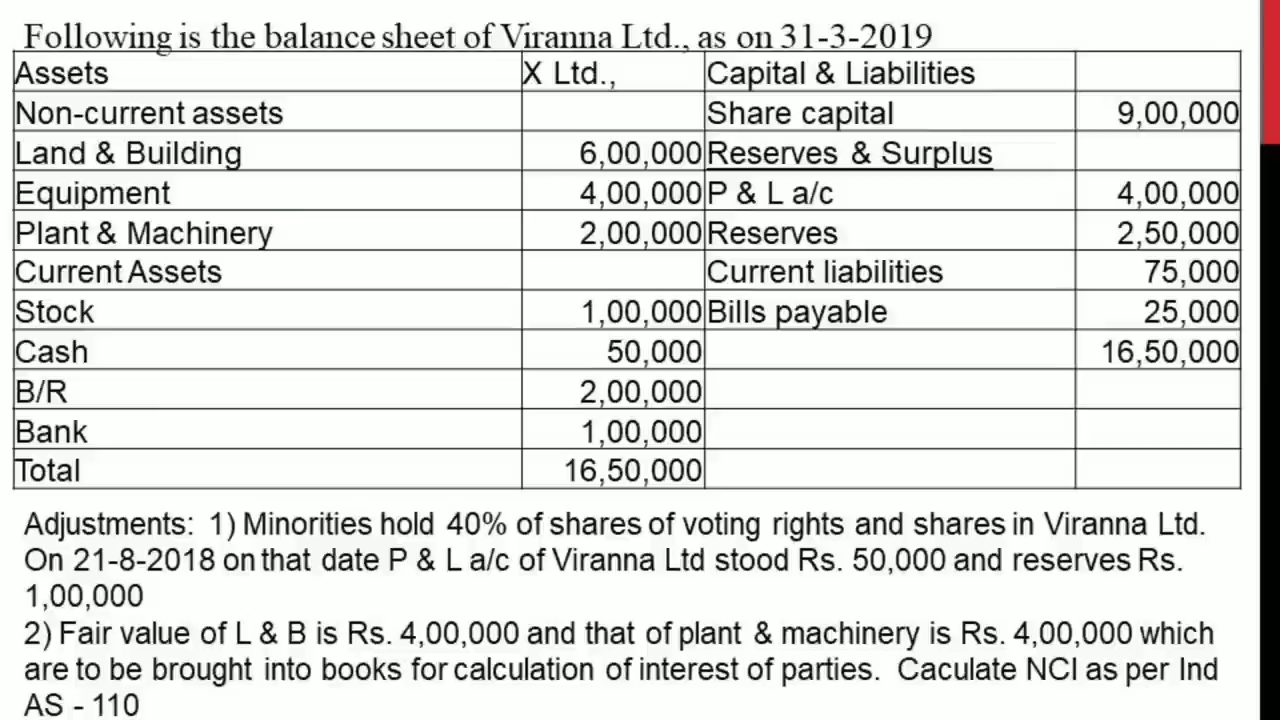 Following is the balance sheet of Viranna Ltd., as on 31-3-2019
Assets X Ltd., Capital & Liabilities
Non-current assets Share capital 9,00,000
Land & Building 6,00,000 Reserves & Surplus
Equipment 4,00,000 P & L a/c 4,00,000
Plant & Machinery 2,00,000 Reserves 2,50,000
Current Assets Current liabilities 75,000
Stock 1,00,000 Bills payable 25,000
Cash 50,000 16,50,000
B/R 2,00,000
Bank 1,00,000
Total 16,50,000
Adjustments: 1) Minorities hold 40% of shares of voting rights and shares in Viranna Ltd.
On 21-8-2018 on that date P & L a/c of Viranna Ltd stood Rs. 50,000 and reserves Rs.
1,00,000
2) Fair value of L & B is Rs. 4,00,000 and that of plant & machinery is Rs. 4,00,000 which
are to be brought into books for calculation of interest of parties. Caculate NCI as per Ind
AS - 110